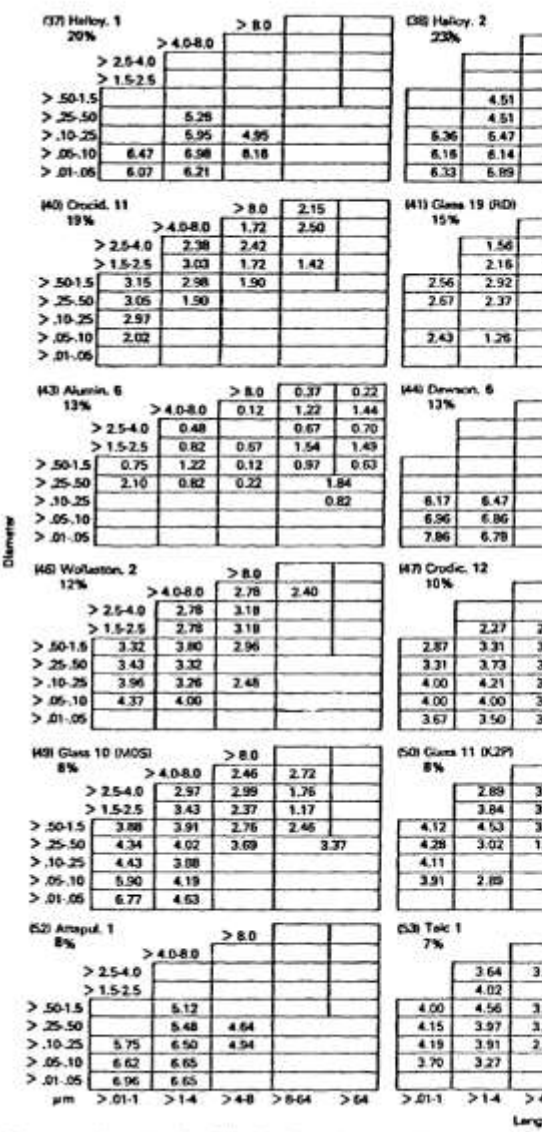 (37) Halloy. 1 > 8.0
20% > 4.0-8.0
> 2.5-4.0
> 1.5-2.5
> .50-1.5
> .25-.50 5.26
> .10-.25 5.95 4.95
> .05-.10 6.47 6.98 6.16
> .01-.05 6.07 6.21
(38) Halloy. 2
23%
4.51
4.51
6.36 6.47
6.16 6.14
6.33 6.89
(40) Crocid. 11 > 8.0 2.15
19% > 4.0-8.0 1.72 2.50
> 2.5-4.0 2.38 2.42
> 1.5-2.5 3.03 1.72 1.42
> .50-1.5 3.15 2.98 1.90
> .25-.50 3.05 1.90
> .10-.25 2.97
> .05-.10 2.02
> .01-.05
(41) Glass 19 (RD)
15%
1.56
2.16
2.56 2.92
2.67 2.37
2.43 1.26
(43) Alumin. 6 > 8.0 0.37 0.22
13% > 4.0-8.0 0.12 1.22 1.44
> 2.5-4.0 0.48 0.67 0.70
> 1.5-2.5 0.82 0.67 1.54 1.49
> .50-1.5 0.75 1.22 0.12 0.97 0.63
> .25-.50 2.10 0.82 0.22 1.84
> .10-.25 0.82
> .05-.10
> .01-.05
(44) Dawson. 6
13%
6.17 6.47
6.96 6.86
7.86 6.78
Diameter
(46) Wollaston. 2 > 8.0
12% > 4.0-8.0 2.78 2.40
> 2.5-4.0 2.78 3.18
> 1.5-2.5 2.78 3.18
> .50-1.5 3.32 3.80 2.96
> .25-.50 3.43 3.32
> .10-.25 3.96 3.26 2.48
> .05-.10 4.37 4.00
> .01-.05
(47) Crodic. 12
10%
2.27 2
2.87 3.31 3
3.31 3.73 3
4.00 4.21 3
4.00 4.00 3
3.67 3.50 3
(49) Glass 10 (MOS) > 8.0
8% > 4.0-8.0 2.46 2.72
> 2.5-4.0 2.97 2.99 1.76
> 1.5-2.5 3.43 2.37 1.17
> .50-1.5 3.88 3.91 2.76 2.46
> .25-.50 4.34 4.02 3.69 3.37
> .10-.25 4.43 3.88
> .05-.10 5.90 4.19
> .01-.05 6.77 4.63
(50) Glass 11 (K2P)
8%
2.89 3
3.84 3
4.12 4.53 3
4.28 3.02 1
4.11
3.91 2.89
(52) Attapul. 1 > 8.0
8% > 4.0-8.0
> 2.5-4.0
> 1.5-2.5
> .50-1.5 5.12
> .25-.50 5.48 4.64
> .10-.25 5.75 6.50 4.94
> .05-.10 6.62 6.65
> .01-.05 6.96 6.65
(53) Talc 1
7%
3.64 3.
4.02
4.00 4.56 3.
4.15 3.97 3.
4.19 3.91 2.
3.70 3.27
µm > .01-1 > 1-4 > 4-8 > 8-64 > 64 > .01-1 > 1-4 > 4
Leng